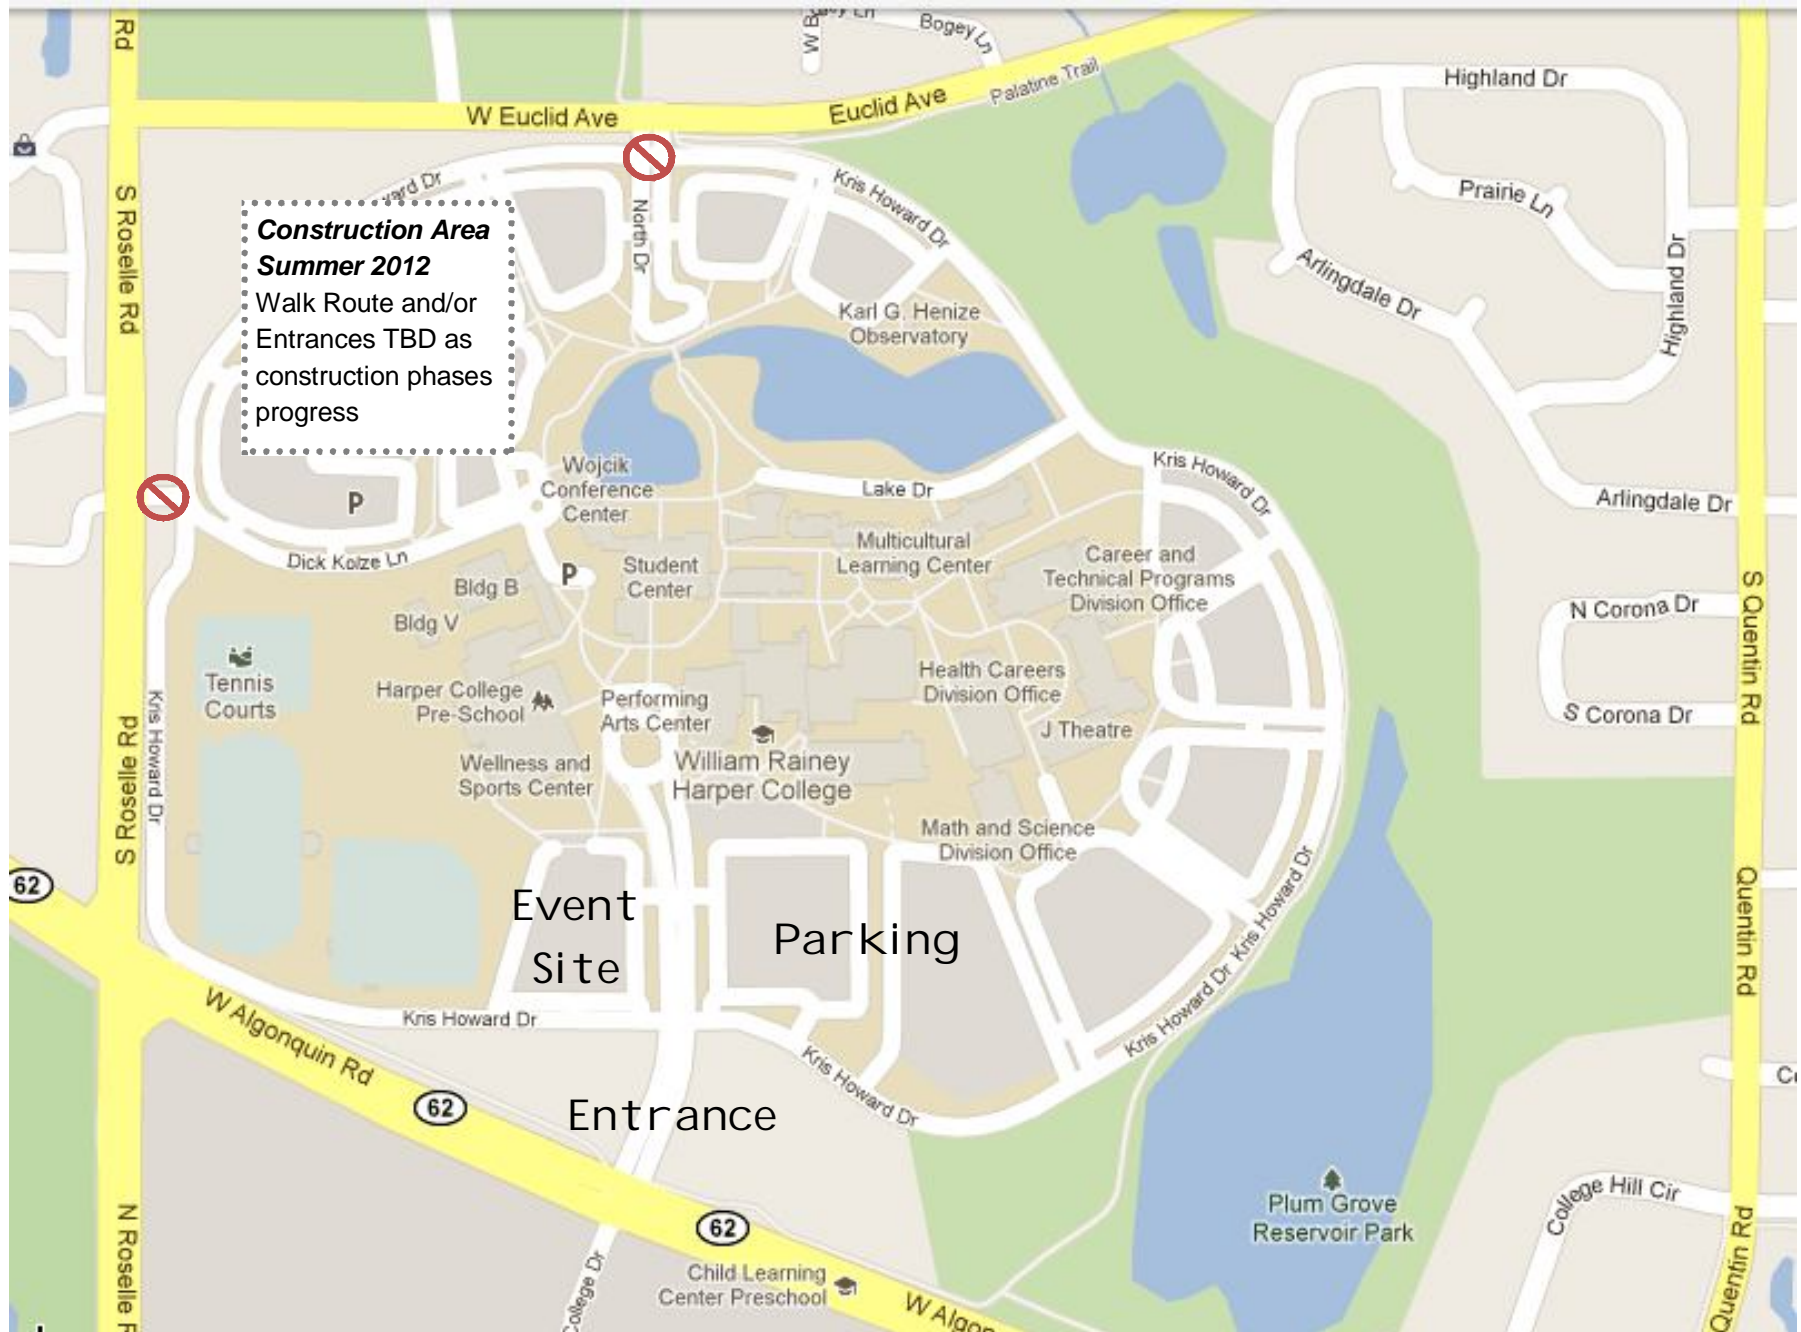 Rd
W B
Bogey Ln
W Euclid Ave
Euclid Ave
Palatine Trail
Highland Dr
Prairie Ln
Highland Dr
Arlingdale Dr
Arlingdale Dr
S Roselle Rd
Kris Howard Dr
North Dr
Construction Area
Summer 2012
Walk Route and/or
Entrances TBD as
construction phases
progress
Karl G. Henize
Observatory
Kris Howard Dr
Lake Dr
Wojcik
Conference
Center
P
Dick Kolze Ln
P
Bldg B
Bldg V
Student
Center
Multicultural
Learning Center
Career and
Technical Programs
Division Office
N Corona Dr
S Corona Dr
S Quentin Rd
Tennis
Courts
Harper College
Pre-School
Performing
Arts Center
Health Careers
Division Office
J Theatre
Wellness and
Sports Center
William Rainey
Harper College
Math and Science
Division Office
Kris Howard Dr
S Roselle Rd
62
Event
Site
Parking
Kris Howard Dr
Kris Howard Dr
Quentin Rd
W Algonquin Rd
Kris Howard Dr
Kris Howard Dr
62
Entrance
Plum Grove
Reservoir Park
College Hill Cir
62
N Roselle R
College Dr
Child Learning
Center Preschool
W Algon
Quentin Rd